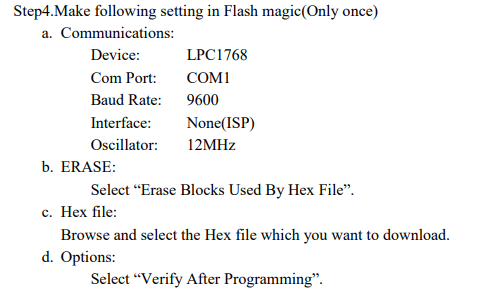 Step4.Make following setting in Flash magic(Only once)
a. Communications:
Device: LPC1768
Com Port: COM1
Baud Rate: 9600
Interface: None(ISP)
Oscillator: 12MHz
b. ERASE:
Select “Erase Blocks Used By Hex File”.
c. Hex file:
Browse and select the Hex file which you want to download.
d. Options:
Select “Verify After Programming”.